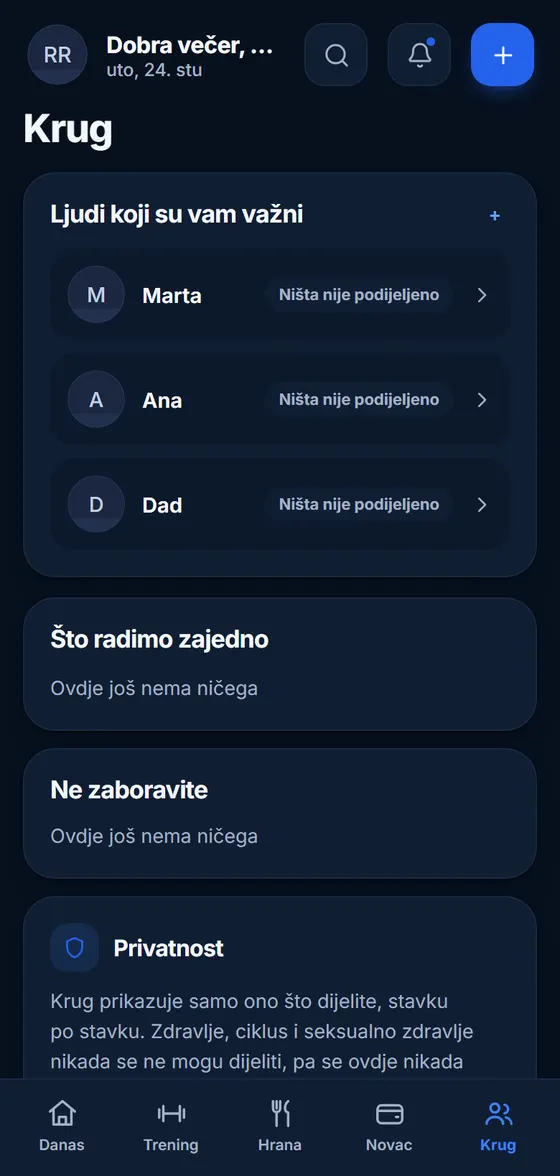 RR
Dobra večer, ...
uto, 24. stu
Krug
Ljudi koji su vam važni
+
M
Marta
Ništa nije podijeljeno
A
Ana
Ništa nije podijeljeno
D
Dad
Ništa nije podijeljeno
Što radimo zajedno
Ovdje još nema ničega
Ne zaboravite
Ovdje još nema ničega
Privatnost
Krug prikazuje samo ono što dijelite, stavku
po stavku. Zdravlje, ciklus i seksualno zdravlje
nikada se ne mogu dijeliti, pa se ovdje nikada
Danas
Trening
Hrana
Novac
Krug